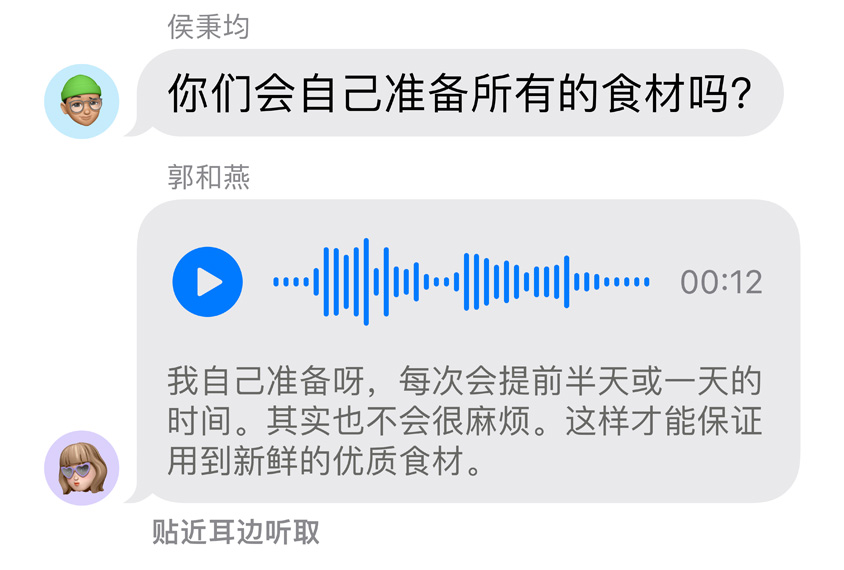 侯秉均
你们会自己准备所有的食材吗？
郭和燕
00:12
我自己准备呀，每次会提前半天或一天的
时间。其实也不会很麻烦。这样才能保证
用到新鲜的优质食材。
贴近耳边听取